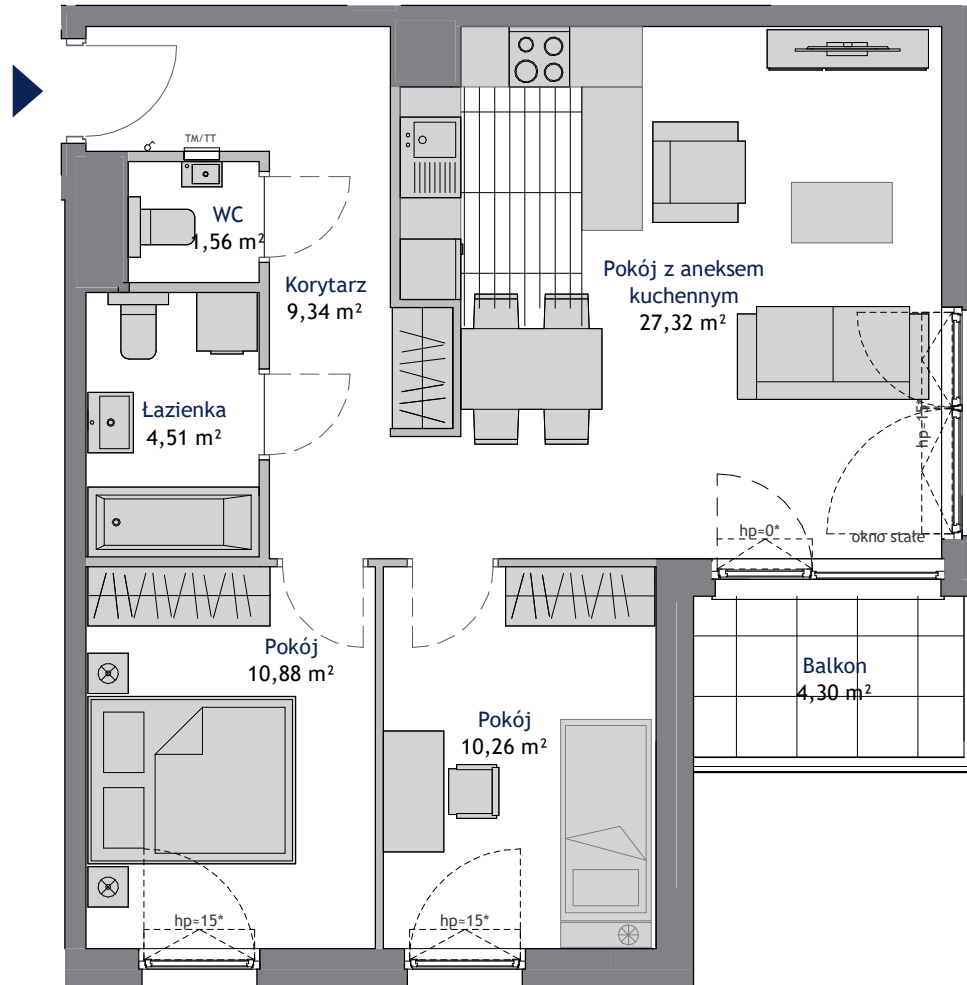 TM/TT
WC
1,56 m²
Korytarz
9,34 m²
Pokój z aneksem
kuchennym
27,32 m²
Łazienka
4,51 m²
hp≈15*
hp≈0*
okno stałe
Pokój
10,88 m²
Pokój
10,26 m²
Balkon
4,30 m²
hp≈15*
hp≈15*